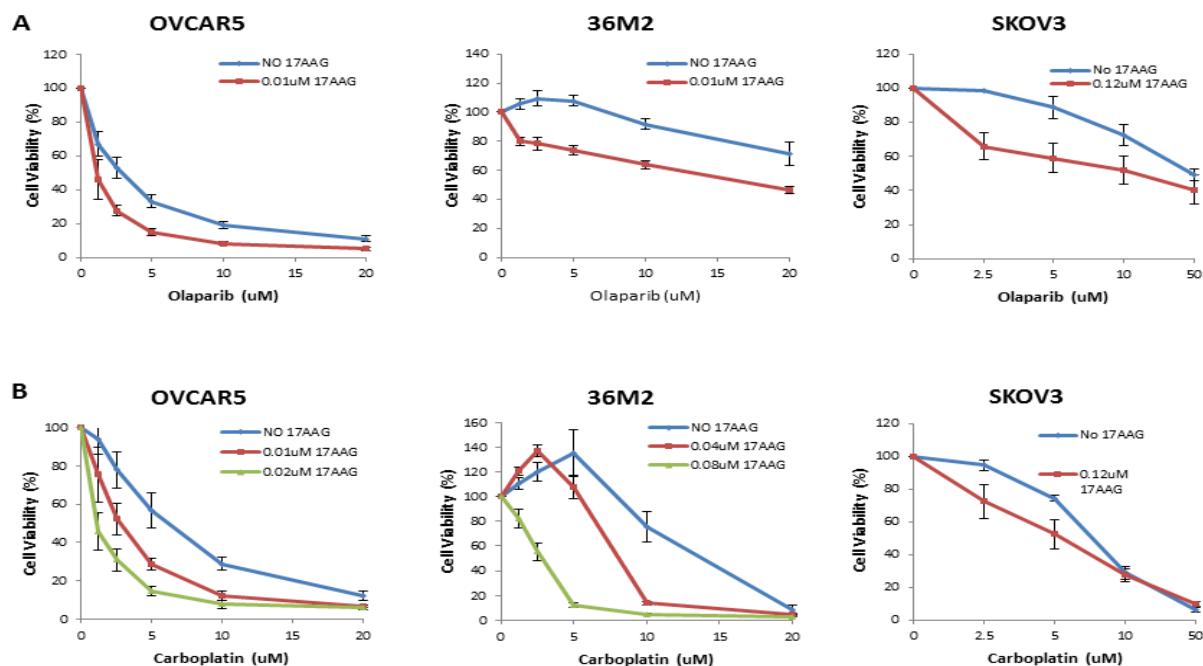 A
OVCAR5
120
100
80
60
40
20
0
Cell Viability (%)
NO 17AAG
0.01uM 17AAG
0
5
10
15
20
Olaparib (uM)
36M2
140
120
100
80
60
40
20
0
Cell Viability (%)
NO 17AAG
0.01uM 17AAG
0
5
10
15
20
Olaparib (uM)
SKOV3
120
100
80
60
40
20
0
Cell Viability (%)
No 17AAG
0.12uM 17AAG
0
2.5
5
10
50
Olaparib (uM)
B
OVCAR5
100
80
60
40
20
0
Cell Viability (%)
NO 17AAG
0.01uM 17AAG
0.02uM 17AAG
0
5
10
15
20
Carboplatin (uM)
36M2
160
140
120
100
80
60
40
20
0
Cell Viability (%)
NO 17AAG
0.04uM 17AAG
0.08uM 17AAG
0
5
10
15
20
Carboplatin (uM)
SKOV3
120
100
80
60
40
20
0
Cell Viability (%)
No 17AAG
0.12uM
17AAG
0
2.5
5
10
50
Carboplatin (uM)